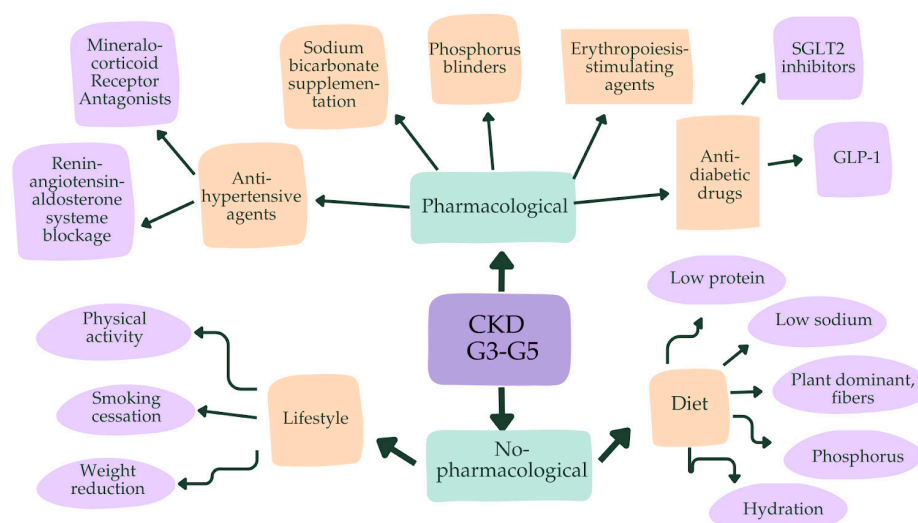 Mineralo-
corticoid
Receptor
Antagonists
Sodium
bicarbonate
supplemen-
tation
Phosphorus
blinders
Erythropoiesis-
stimulating
agents
SGLT2
inhibitors
Renin-
angiotensin-
aldosterone
systeme
blockage
Anti-
hypertensive
agents
Pharmacological
Anti-
diabetic
drugs
GLP-1
CKD
G3-G5
Physical
activity
Smoking
cessation
Weight
reduction
Lifestyle
No-
pharmacological
Diet
Low protein
Low sodium
Plant dominant,
fibers
Phosphorus
Hydration